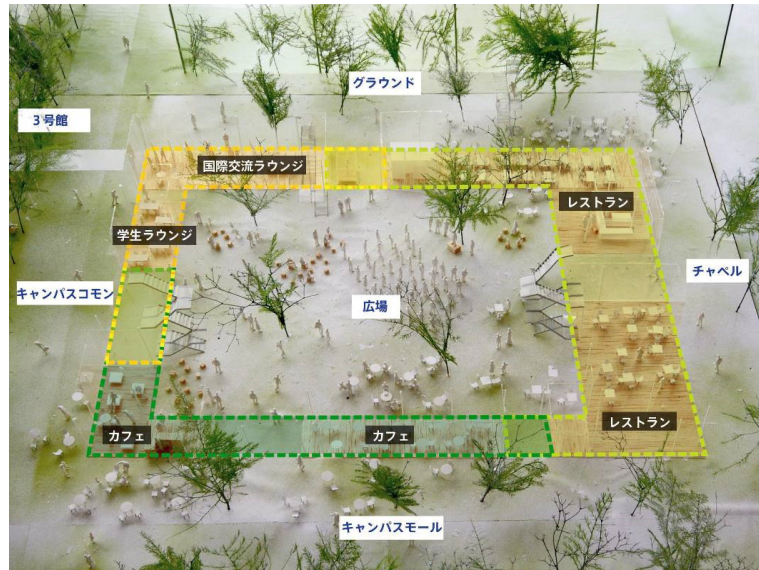 グラウンド
3号館
国際交流ラウンジ
レストラン
学生ラウンジ
チャペル
キャンパスコモン
広場
カフェ
カフェ
レストラン
キャンパスモール